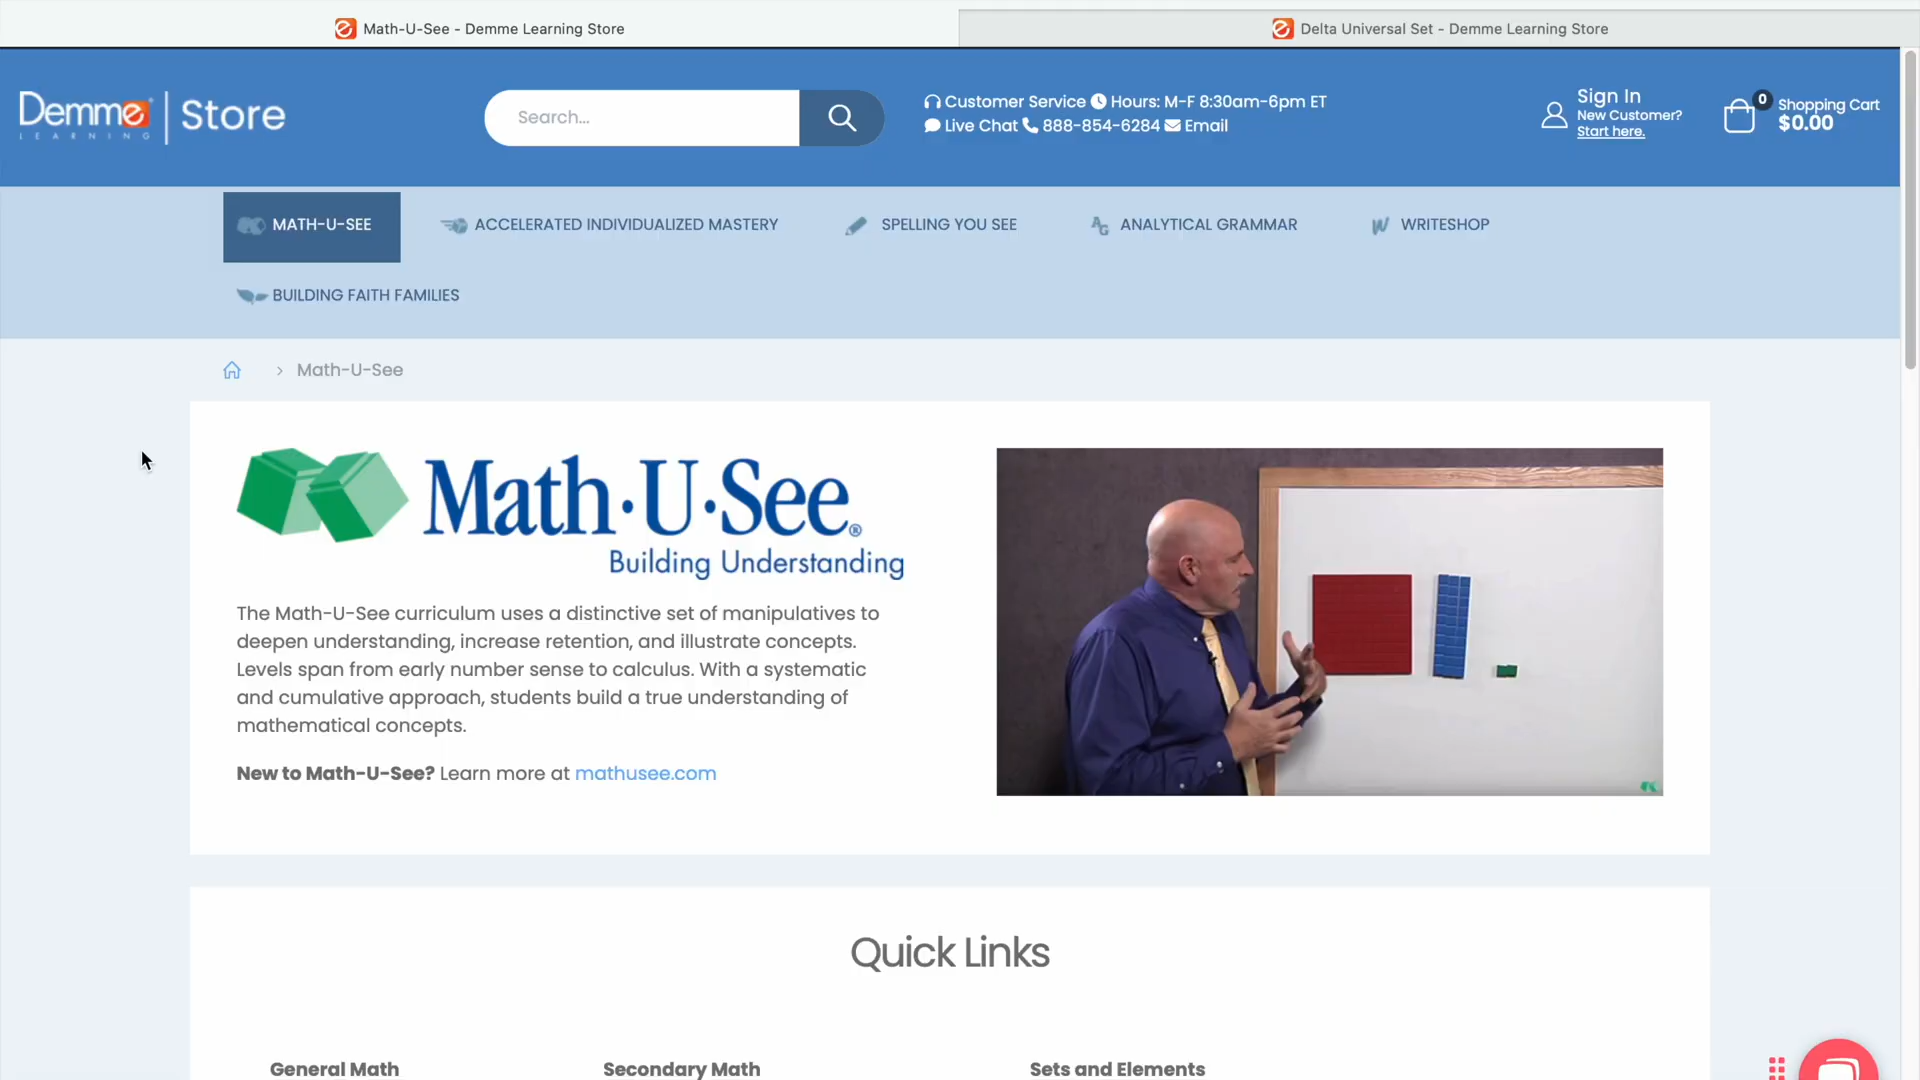 Math-U-See - Demme Learning Store
Delta Universal Set - Demme Learning Store
Demme
LEARNING
Store
Search...
Customer Service Hours: M-F 8:30am-6pm ET
Live Chat 888-854-6284 Email
Sign In
New Customer?
Start here.
0
Shopping Cart
$0.00
MATH-U-SEE
ACCELERATED INDIVIDUALIZED MASTERY
SPELLING YOU SEE
AG ANALYTICAL GRAMMAR
W WRITESHOP
BUILDING FAITH FAMILIES
> Math-U-See
Math·U·See®
Building Understanding
The Math-U-See curriculum uses a distinctive set of manipulatives to
deepen understanding, increase retention, and illustrate concepts.
Levels span from early number sense to calculus. With a systematic
and cumulative approach, students build a true understanding of
mathematical concepts.
New to Math-U-See? Learn more at mathusee.com
Quick Links
General Math
Secondary Math
Sets and Elements